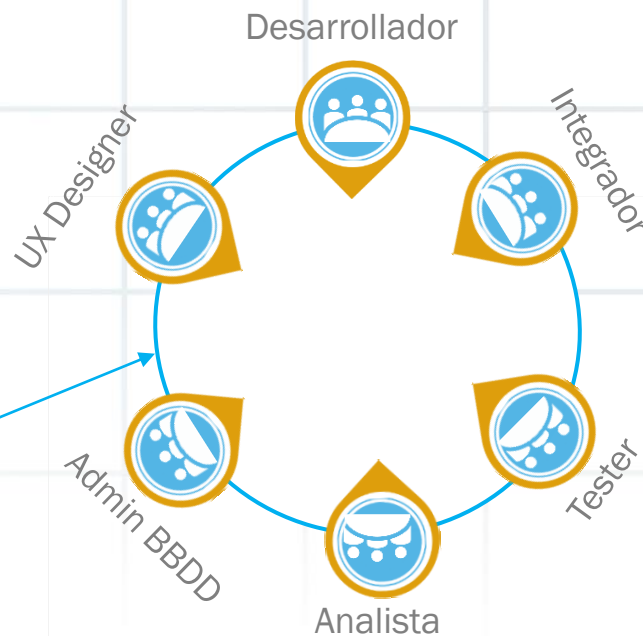 Desarrollador
UX Designer
Integrador
Admin BBDD
Tester
Analista